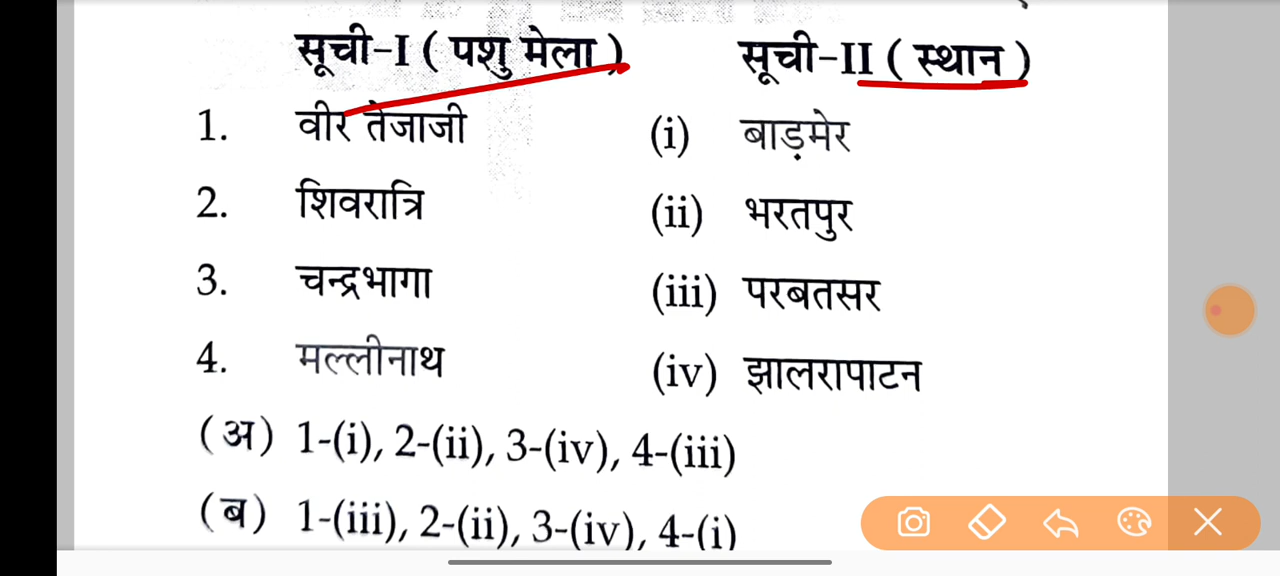 सूची-I ( पशु मेला ) सूची-II ( स्थान )
1. वीर तेजाजी (i) बाड़मेर
2. शिवरात्रि (ii) भरतपुर
3. चन्द्रभागा (iii) परबतसर
4. मल्लीनाथ (iv) झालरापाटन
(अ) 1-(i), 2-(ii), 3-(iv), 4-(iii)
(ब) 1-(iii), 2-(ii), 3-(iv), 4-(i)